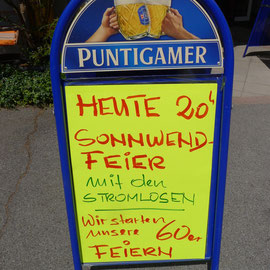 PUNTIGAMER
HEUTE 20h
SONNWEND-
FEIER
mit den
STROMLOSEN
Wir starten
unsere 60er
FEIERN